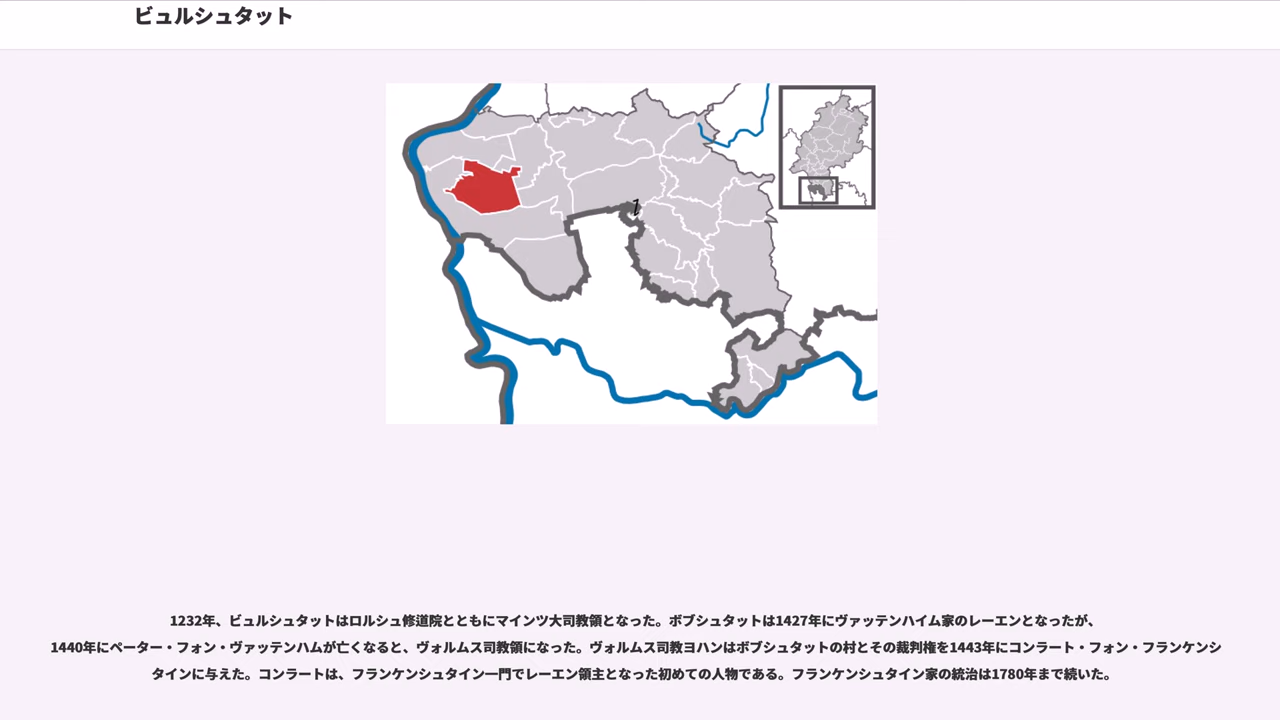 ビュルシュタット
1232年、ビュルシュタットはロルシュ修道院とともにマインツ大司教領となった。ボブシュタットは1427年にヴァッテンハイム家のレーエンとなったが、
1440年にペーター・フォン・ヴァッテンハムが亡くなると、ヴォルムス司教領になった。ヴォルムス司教ヨハンはボブシュタットの村とその裁判権を1443年にコンラート・フォン・フランケンシ
タインに与えた。コンラートは、フランケンシュタイン一門でレーエン領主となった初めての人物である。フランケンシュタイン家の統治は1780年まで続いた。